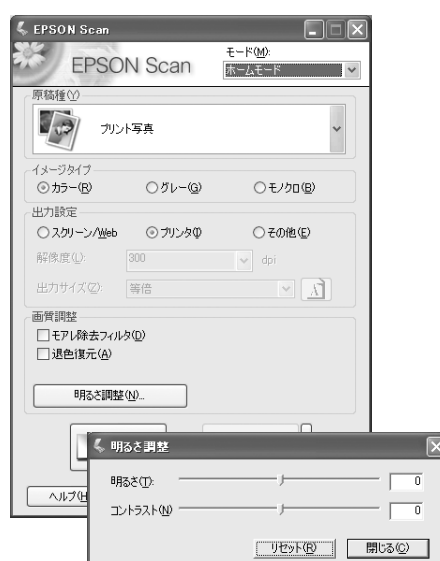 EPSON Scan
EPSON Scan
モード(M):
ホームモード
原稿種(Y)
プリント写真
イメージタイプ
カラー(R) グレー(G) モノクロ(B)
出力設定
スクリーン/Web プリンタ(I) その他(E)
解像度(L): 300 dpi
出力サイズ(Z): 等倍
画質調整
モアレ除去フィルタ(D)
退色復元(A)
明るさ調整(N)...
ヘルプ(H
明るさ調整
明るさ(T): 0
コントラスト(N) 0
リセット(R) 閉じる(C)